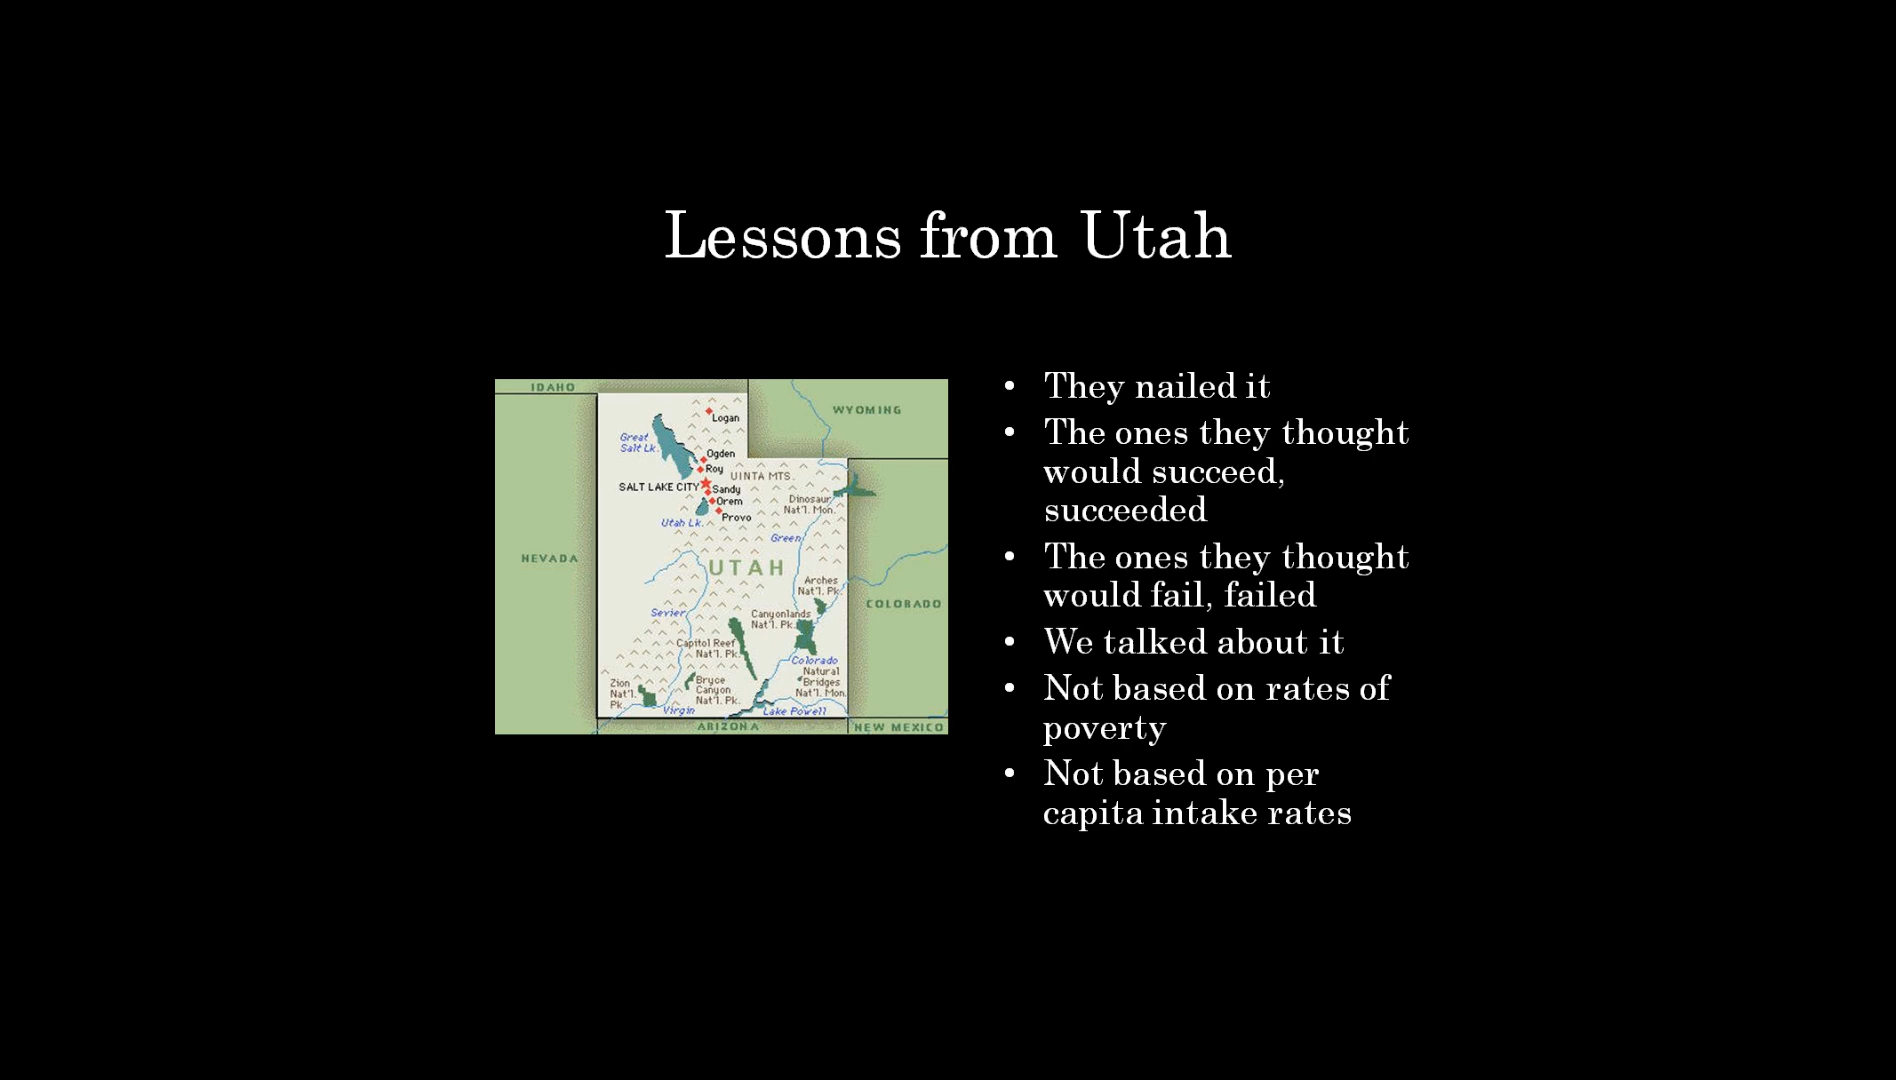 Lessons from Utah
IDAHO
WYOMING
Logan
Great
Salt Lk.
Ogden
Roy
UINTA MTS.
SALT LAKE CITY
Sandy
Orem
Dinosaur
Nat'l. Mon.
Provo
Utah Lk.
Green
NEVADA
UTAH
Arches
Nat'l. Pk.
COLORADO
Sevier
Canyonlands
Nat'l. Pk.
Capitol Reef
Nat'l. Pk.
Colorado
Natural
Bridges
Nat'l. Mon.
Zion
Nat'l.
Pk.
Bryce
Canyon
Nat'l. Pk.
Virgin
Lake Powell
ARIZONA
NEW MEXICO
• They nailed it
• The ones they thought
would succeed,
succeeded
• The ones they thought
would fail, failed
• We talked about it
• Not based on rates of
poverty
• Not based on per
capita intake rates